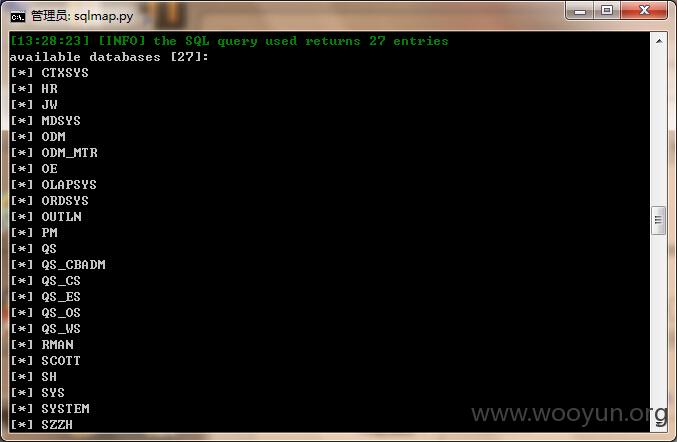 管理员: sqlmap.py
[13:28:23] [INFO] the SQL query used returns 27 entries
available databases [27]:
[*] CTXSYS
[*] HR
[*] JW
[*] MDSYS
[*] ODM
[*] ODM_MTR
[*] OE
[*] OLAPSYS
[*] ORDSYS
[*] OUTLN
[*] PM
[*] QS
[*] QS_CBADM
[*] QS_CS
[*] QS_ES
[*] QS_OS
[*] QS_WS
[*] RMAN
[*] SCOTT
[*] SH
[*] SYS
[*] SYSTEM
[*] SZZH
www.wooyun.org